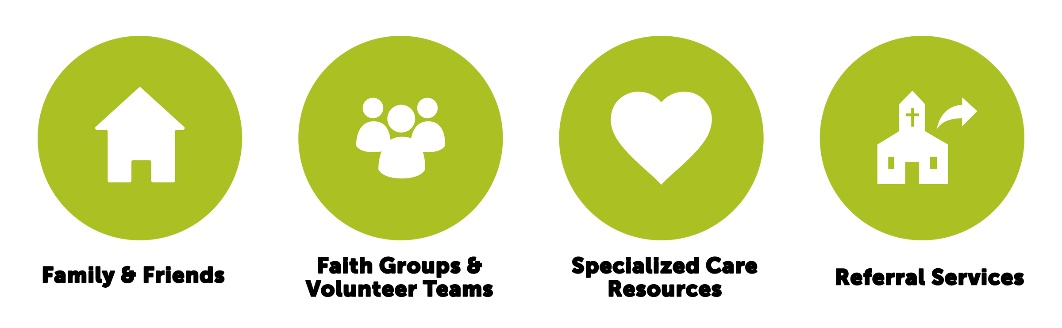 Family & Friends
Faith Groups &
Volunteer Teams
Specialized Care
Resources
Referral Services